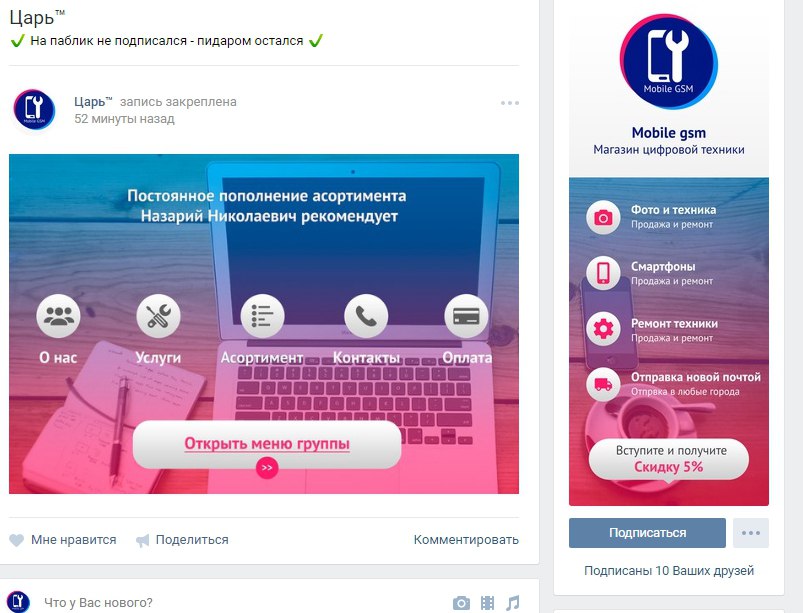 Царь™
На паблик не подписался - пидаром остался
Царь™ запись закреплена
52 минуты назад
Постоянное пополнение асортимента
Назарий Николаевич рекомендует
О нас
Услуги
Асортимент
Контакты
Оплата
Открыть меню группы
>>
Мне нравится
Поделиться
Комментировать
Mobile GSM
Что у Вас нового?
Mobile GSM
Mobile gsm
Магазин цифровой техники
Фото и техника
Продажа и ремонт
Смартфоны
Продажа и ремонт
Ремонт техники
Продажа и ремонт
Отправка новой почтой
Отпрвка в любые города
Вступите и получите
Скидку 5%
Подписаться
Подписаны 10 Ваших друзей